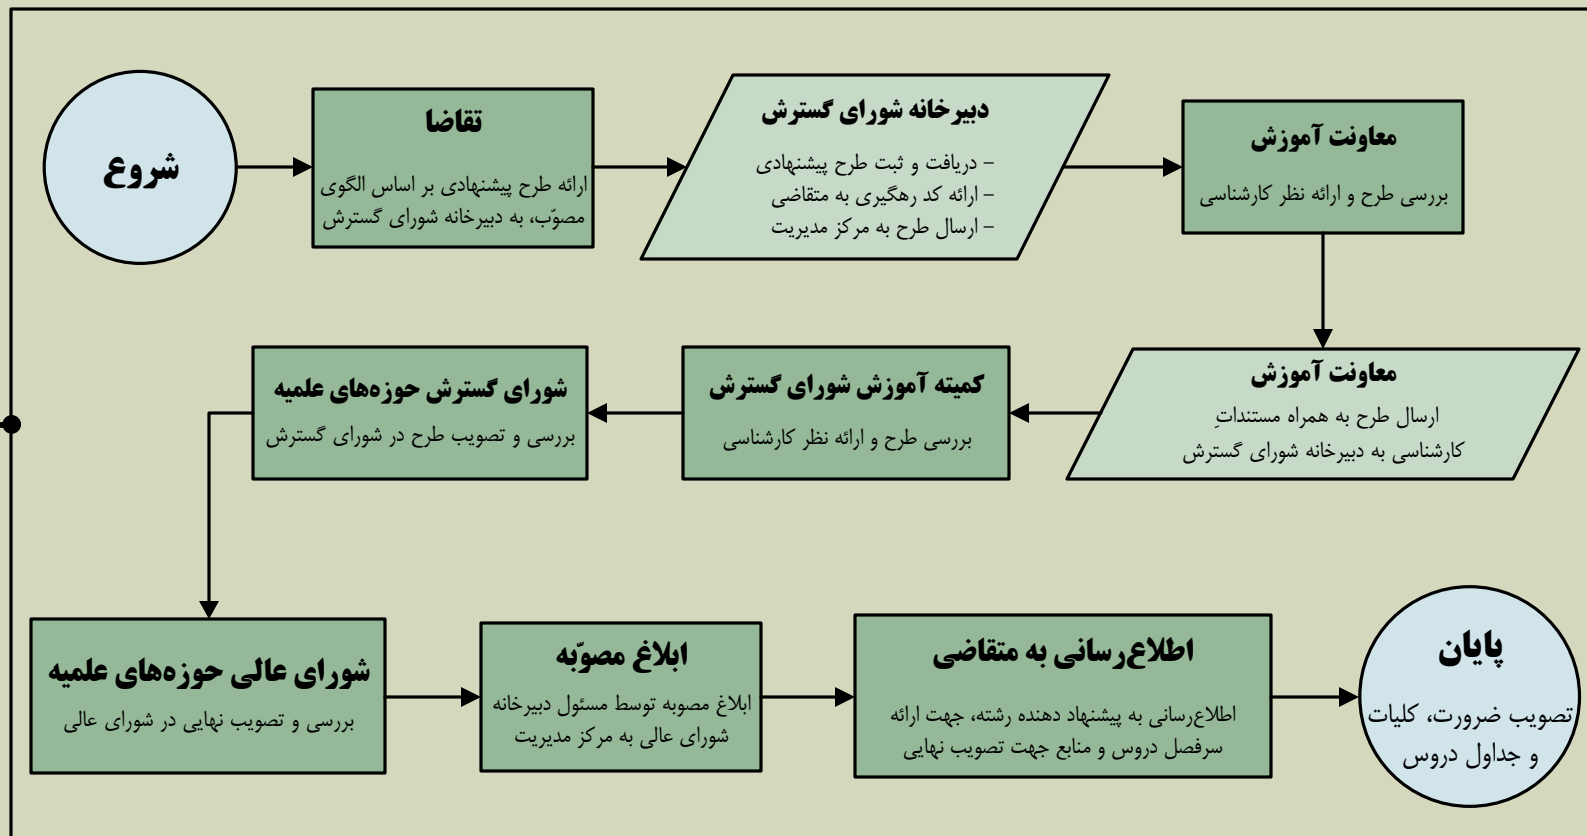 شروع
تقاضا
ارائه طرح پیشنهادی بر اساس الگوی
مصوّب، به دبیرخانه شورای گسترش
دبیرخانه شورای گسترش
- دریافت و ثبت طرح پیشنهادی
- ارائه کد رهگیری به متقاضی
- ارسال طرح به مرکز مدیریت
معاونت آموزش
بررسی طرح و ارائه نظر کارشناسی
معاونت آموزش
ارسال طرح به همراه مستنداتِ
کارشناسی به دبیرخانه شورای گسترش
کمیته آموزش شورای گسترش
بررسی طرح و ارائه نظر کارشناسی
شورای گسترش حوزه‌های علمیه
بررسی و تصویب طرح در شورای گسترش
شورای عالی حوزه‌های علمیه
بررسی و تصویب نهایی در شورای عالی
ابلاغ مصوّبه
ابلاغ مصوبه توسط مسئول دبیرخانه
شورای عالی به مرکز مدیریت
اطلاع‌رسانی به متقاضی
اطلاع‌رسانی به پیشنهاد دهنده رشته، جهت ارائه
سرفصل دروس و منابع جهت تصویب نهایی
پایان
تصویب ضرورت، کلیات
و جداول دروس